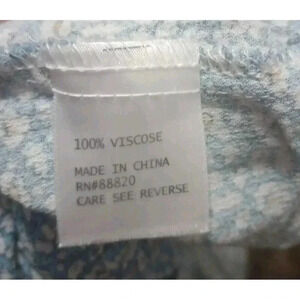 100% VISCOSE
MADE IN CHINA
RN#88820
CARE SEE REVERSE